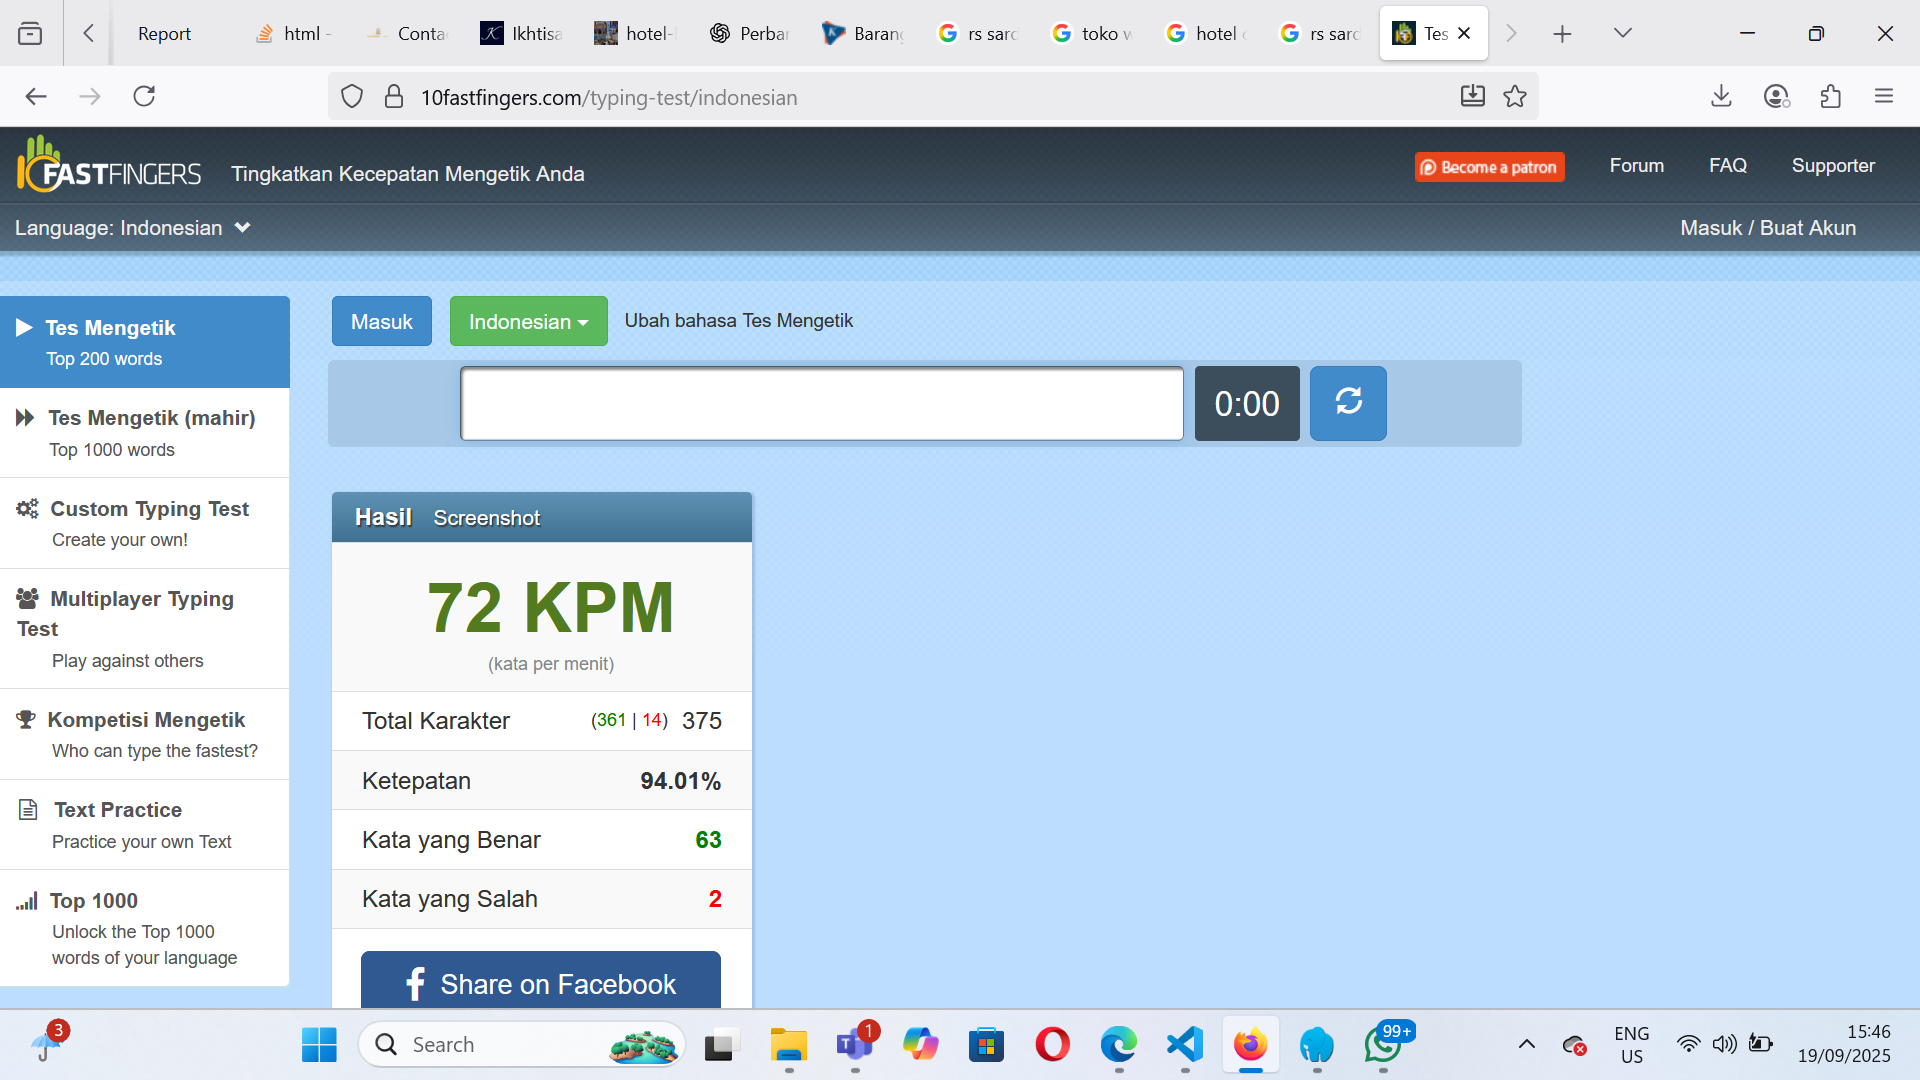 Report
html -
Conta
Ikhtisa
hotel-
Perba
Barang
rs sard
toko w
hotel
rs sard
Tes
10fastfingers.com/typing-test/indonesian
FASTFINGERS
Tingkatkan Kecepatan Mengetik Anda
Become a patron
Forum
FAQ
Supporter
Language: Indonesian
Masuk / Buat Akun
Tes Mengetik
Top 200 words
Tes Mengetik (mahir)
Top 1000 words
Custom Typing Test
Create your own!
Multiplayer Typing
Test
Play against others
Kompetisi Mengetik
Who can type the fastest?
Text Practice
Practice your own Text
Top 1000
Unlock the Top 1000
words of your language
Masuk
Indonesian
Ubah bahasa Tes Mengetik
0:00
Hasil Screenshot
72 KPM
(kata per menit)
Total Karakter (361 | 14) 375
Ketepatan 94.01%
Kata yang Benar 63
Kata yang Salah 2
Share on Facebook
3
Search
1
99+
ENG
US
15:46
19/09/2025